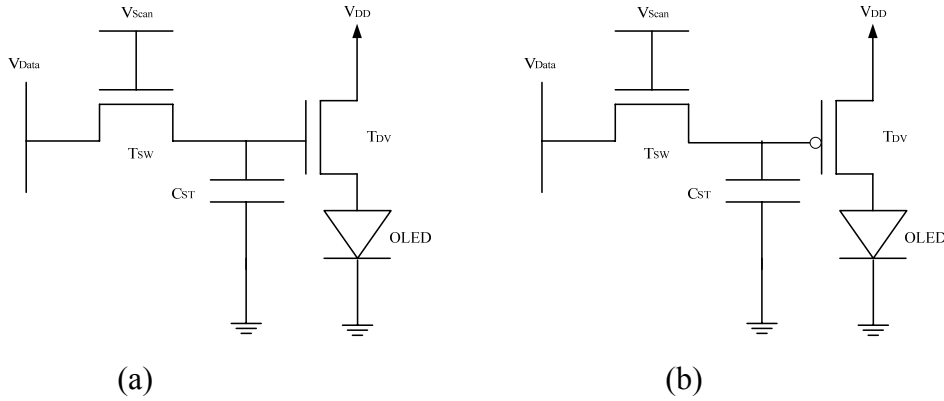 VScan
VDD
VData
TSW
TDV
CST
OLED
(a)
VScan
VDD
VData
TSW
TDV
CST
OLED
(b)